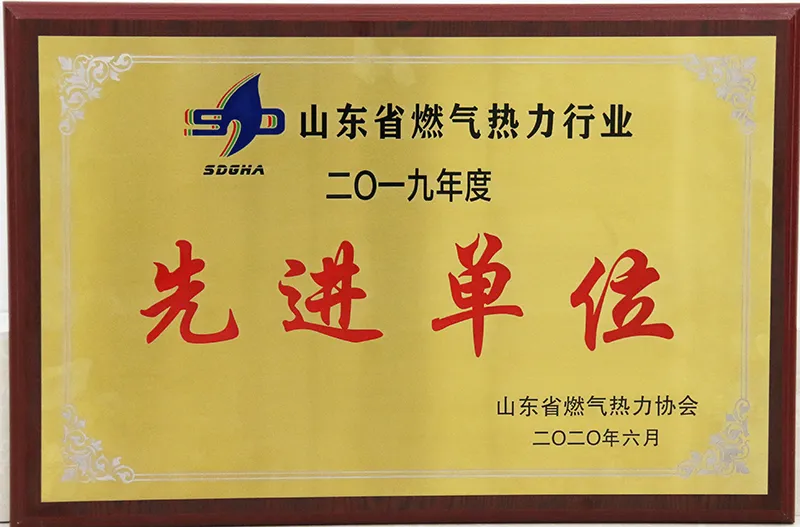 山东省燃气热力行业
SDGHA
二〇一九年度
先进单位
山东省燃气热力协会
二〇二〇年六月